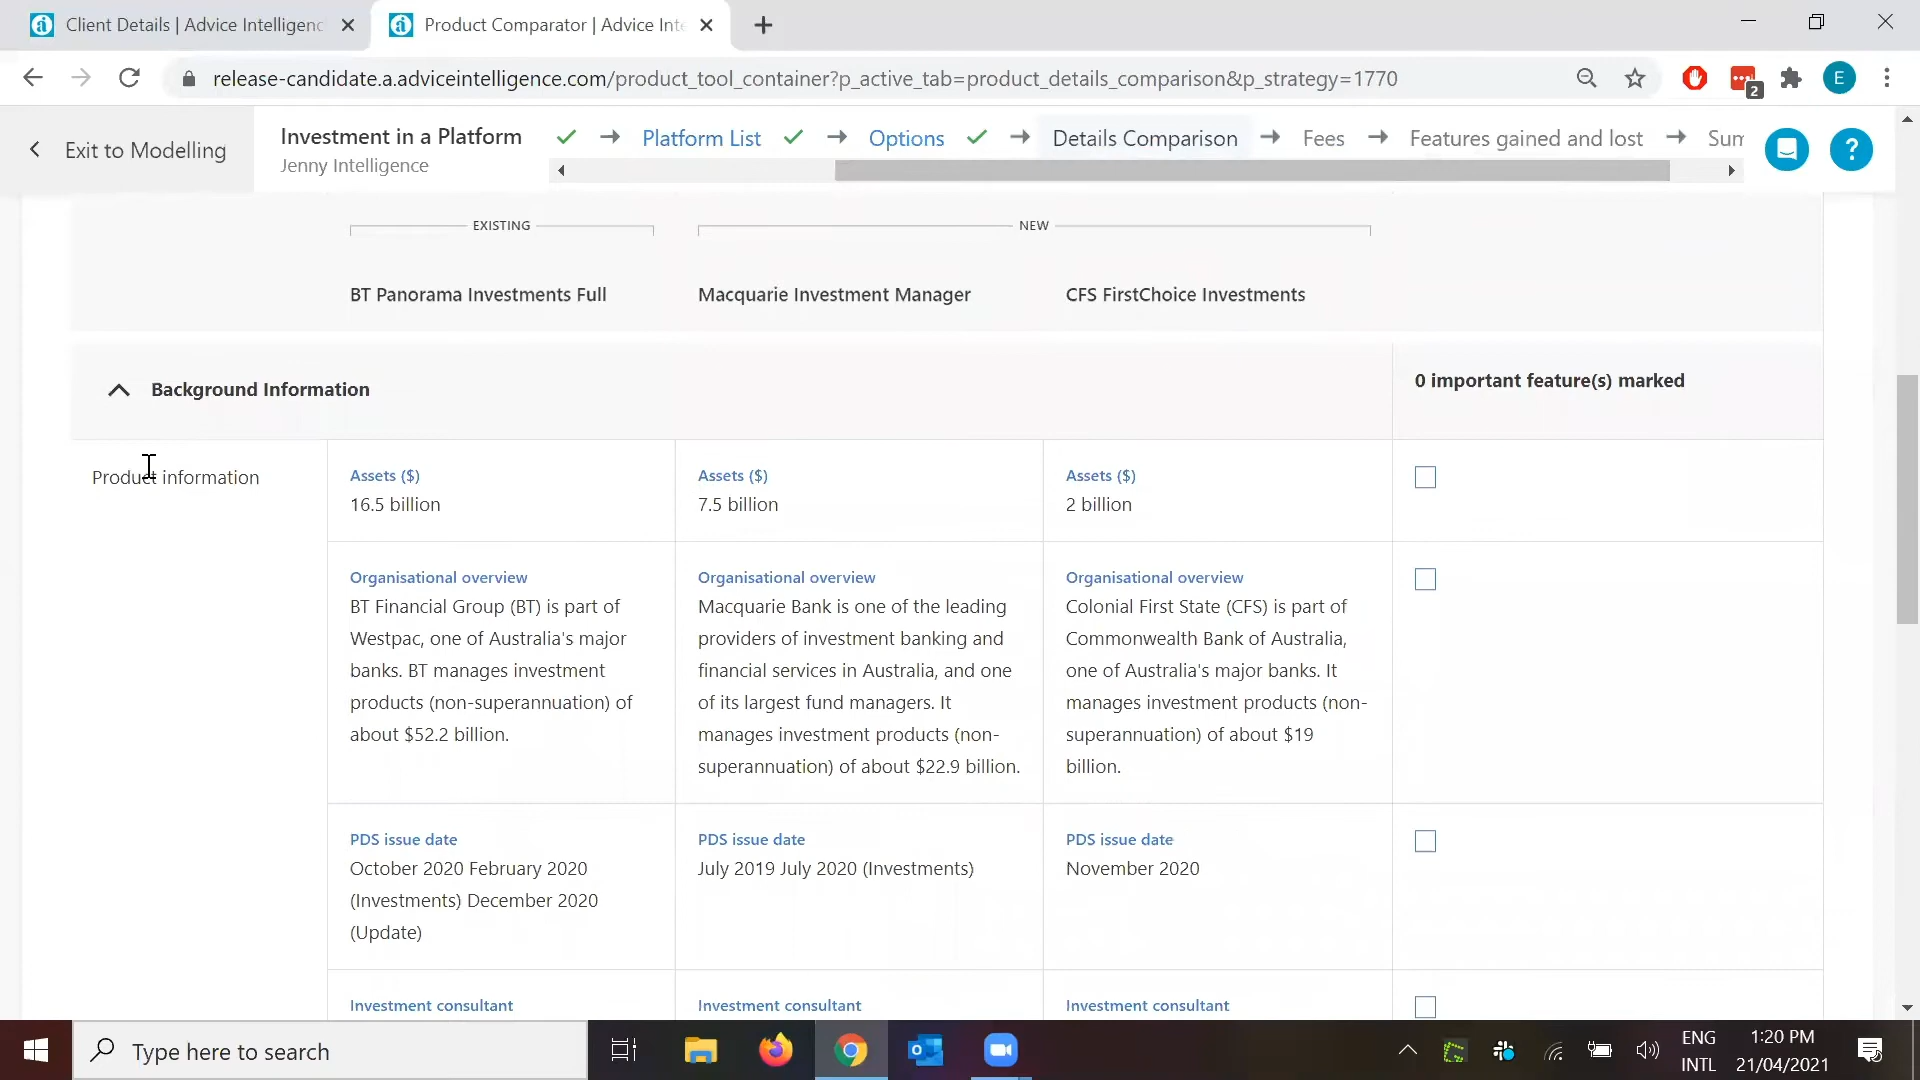 Client Details | Advice Intelligenc
Product Comparator | Advice Inte
release-candidate.a.adviceintelligence.com/product_tool_container?p_active_tab=product_details_comparison&p_strategy=1770
2
E
Exit to Modelling
Investment in a Platform
Jenny Intelligence
Platform List
Options
Details Comparison
Fees
Features gained and lost
Sum
?
EXISTING
NEW
BT Panorama Investments Full
Macquarie Investment Manager
CFS FirstChoice Investments
Background Information
0 important feature(s) marked
Product information
Assets ($)
16.5 billion
Assets ($)
7.5 billion
Assets ($)
2 billion
Organisational overview
BT Financial Group (BT) is part of
Westpac, one of Australia's major
banks. BT manages investment
products (non-superannuation) of
about $52.2 billion.
Organisational overview
Macquarie Bank is one of the leading
providers of investment banking and
financial services in Australia, and one
of its largest fund managers. It
manages investment products (non-
superannuation) of about $22.9 billion.
Organisational overview
Colonial First State (CFS) is part of
Commonwealth Bank of Australia,
one of Australia's major banks. It
manages investment products (non-
superannuation) of about $19
billion.
PDS issue date
October 2020 February 2020
(Investments) December 2020
(Update)
PDS issue date
July 2019 July 2020 (Investments)
PDS issue date
November 2020
Investment consultant
Investment consultant
Investment consultant
Type here to search
ENG
INTL
1:20 PM
21/04/2021